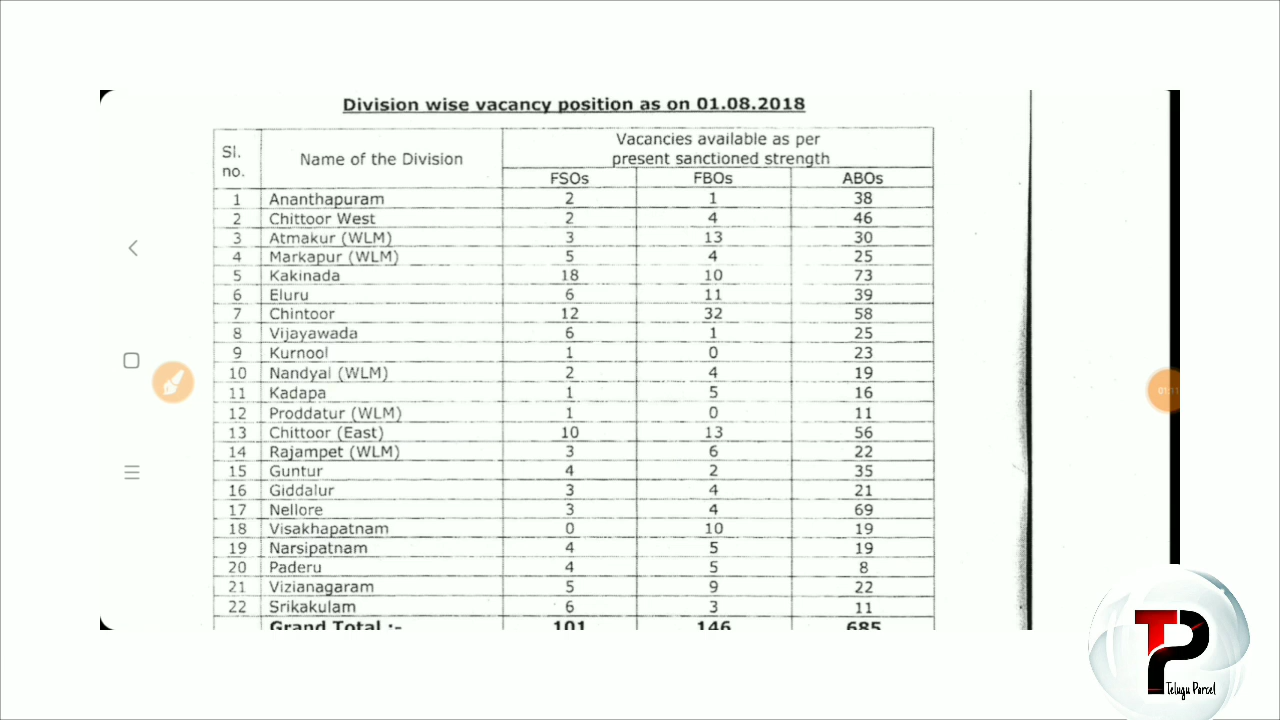 Division wise vacancy position as on 01.08.2018
Sl. no. Name of the Division Vacancies available as per present sanctioned strength
FSOs FBOs ABOs
1 Ananthapuram 2 1 38
2 Chittoor West 2 4 46
3 Atmakur (WLM) 3 13 30
4 Markapur (WLM) 5 4 25
5 Kakinada 18 10 73
6 Eluru 6 11 39
7 Chintoor 12 32 58
8 Vijayawada 6 1 25
9 Kurnool 1 0 23
10 Nandyal (WLM) 2 4 19
11 Kadapa 1 5 16
12 Proddatur (WLM) 1 0 11
13 Chittoor (East) 10 13 56
14 Rajampet (WLM) 3 6 22
15 Guntur 4 2 35
16 Giddalur 3 4 21
17 Nellore 3 4 69
18 Visakhapatnam 0 10 19
19 Narsipatnam 4 5 19
20 Paderu 4 5 8
21 Vizianagaram 5 9 22
22 Srikakulam 6 3 11
Grand Total :- 101 146 685
TP
Telugu Parcel